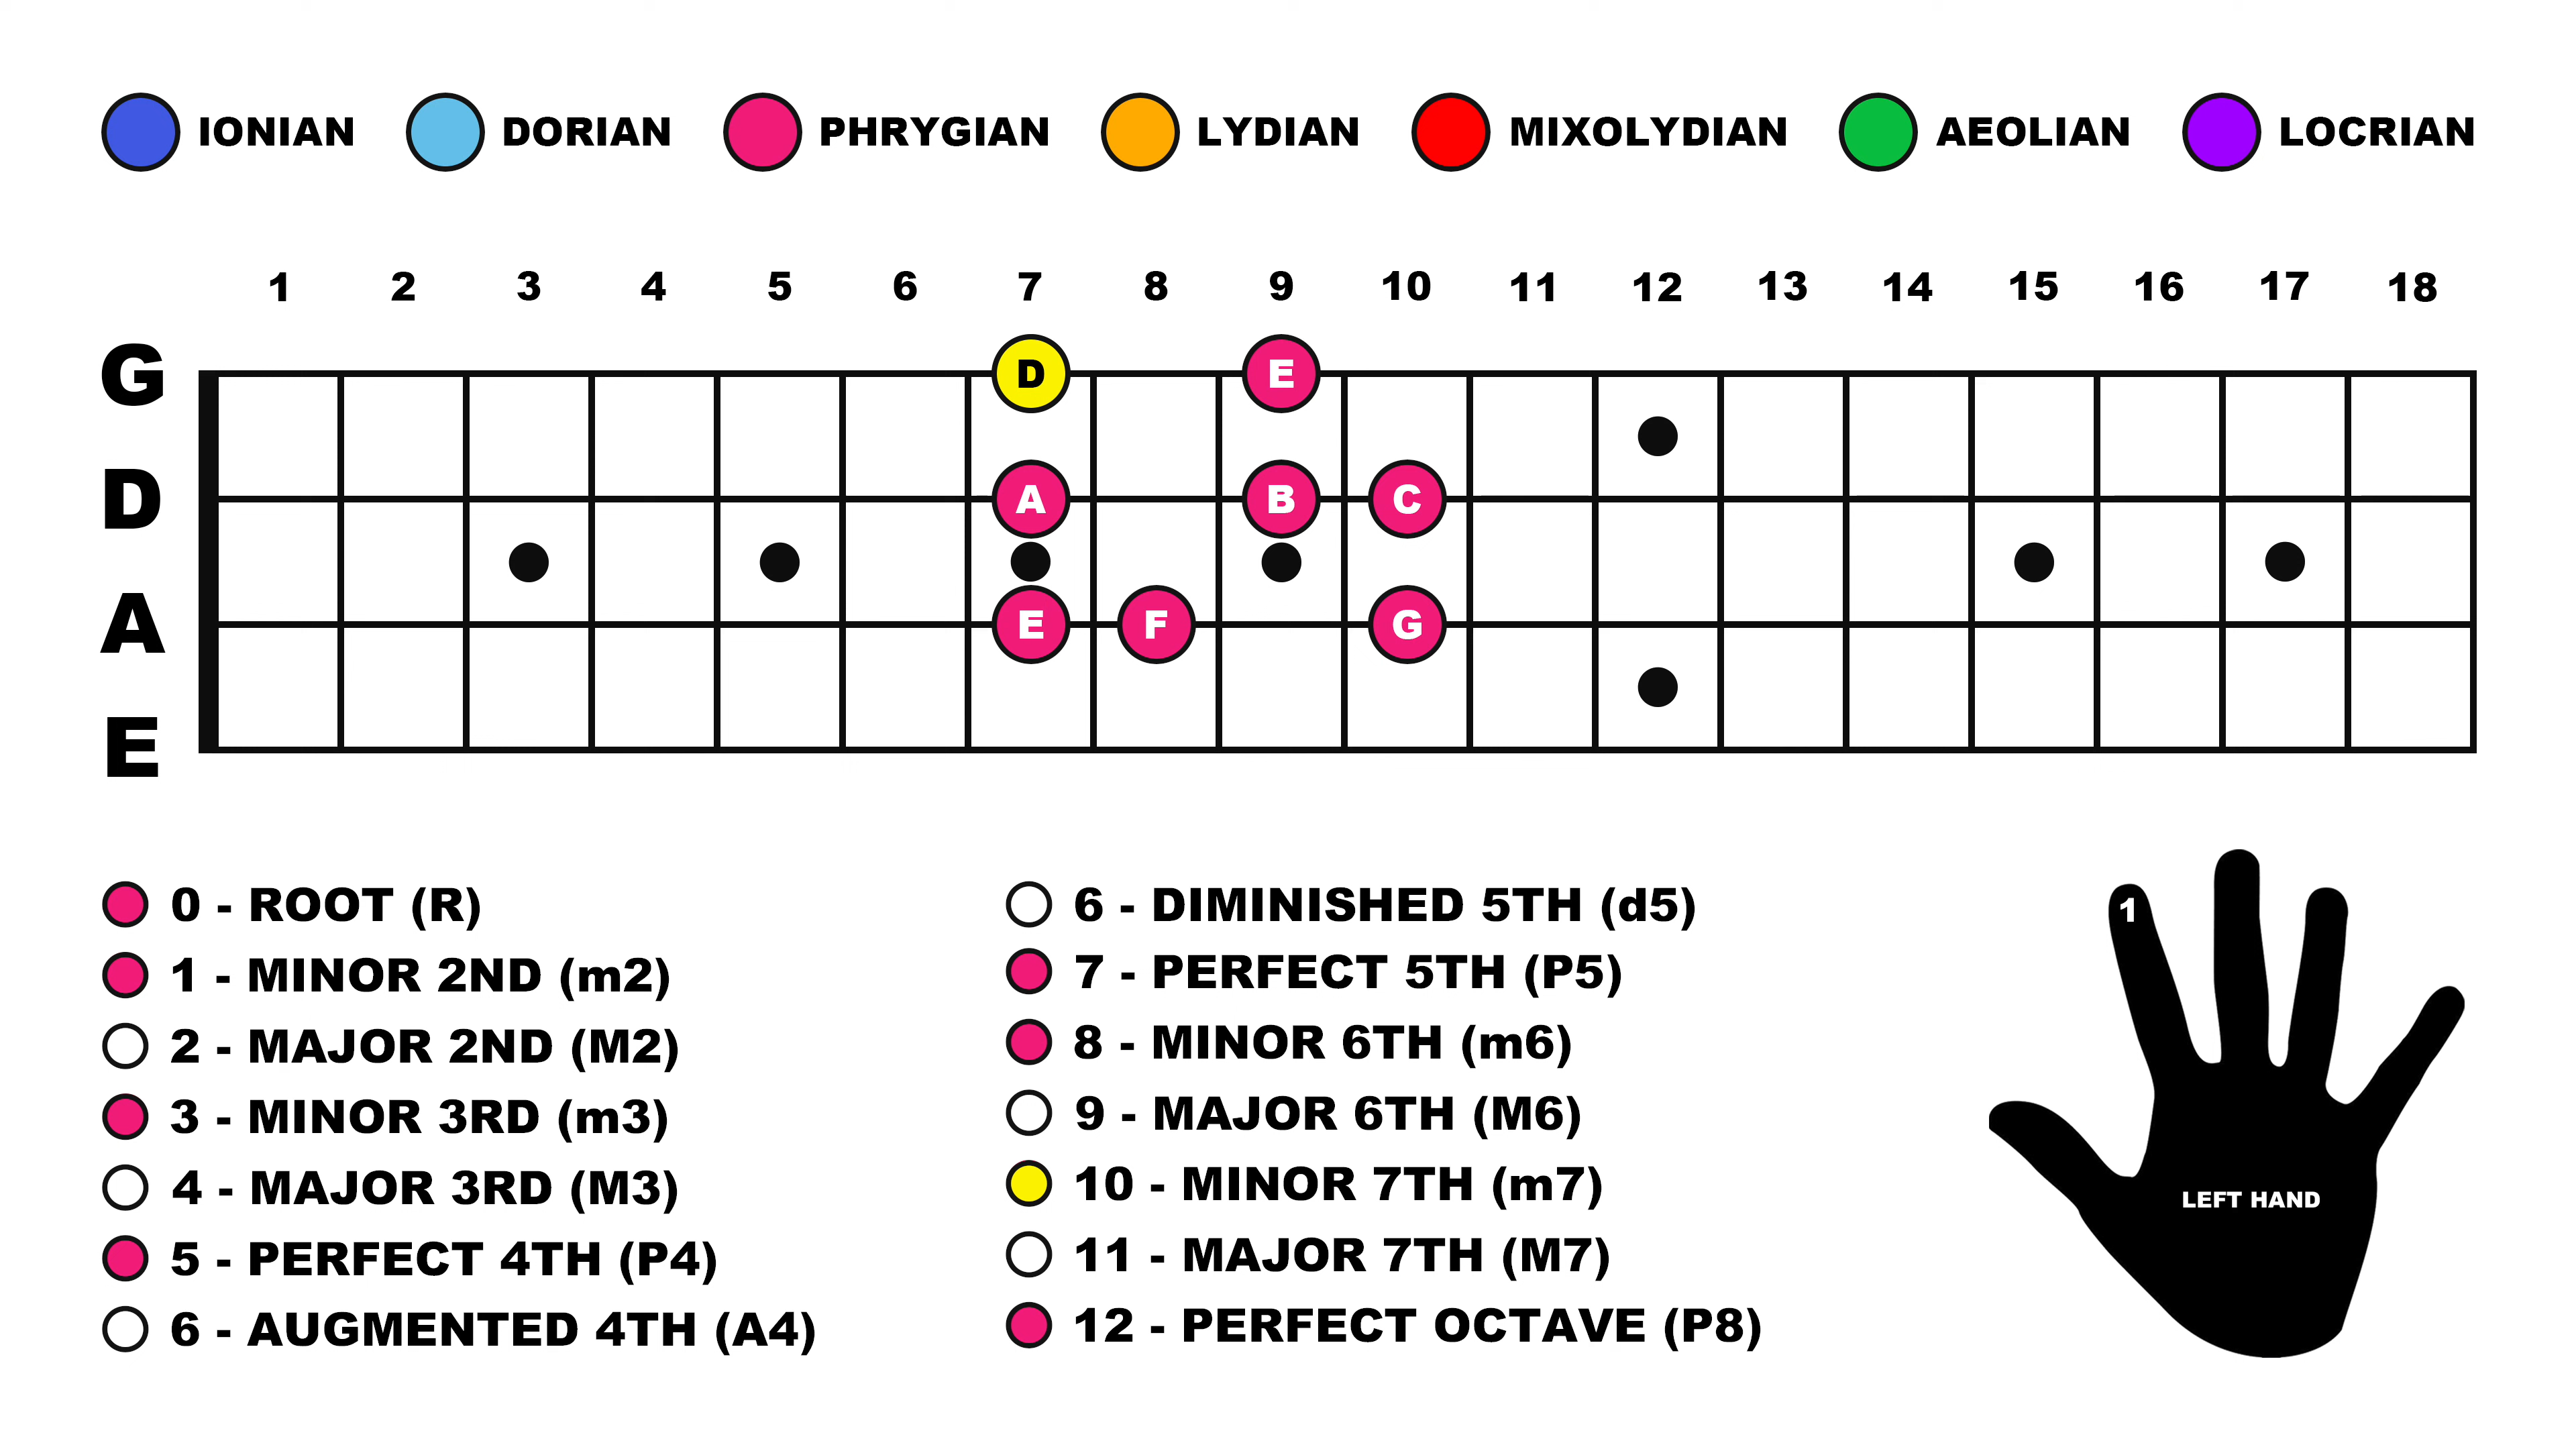 IONIAN DORIAN PHRYGIAN LYDIAN MIXOLYDIAN AEOLIAN LOCRIAN
1 2 3 4 5 6 7 8 9 10 11 12 13 14 15 16 17 18
G D E
D A B C
A E F G
E
0 - ROOT (R)
1 - MINOR 2ND (m2)
2 - MAJOR 2ND (M2)
3 - MINOR 3RD (m3)
4 - MAJOR 3RD (M3)
5 - PERFECT 4TH (P4)
6 - AUGMENTED 4TH (A4)
6 - DIMINISHED 5TH (d5)
7 - PERFECT 5TH (P5)
8 - MINOR 6TH (m6)
9 - MAJOR 6TH (M6)
10 - MINOR 7TH (m7)
11 - MAJOR 7TH (M7)
12 - PERFECT OCTAVE (P8)
1
LEFT HAND